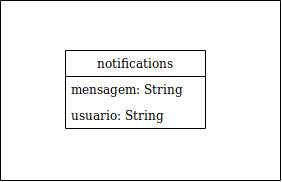 notifications
mensagem: String
usuario: String